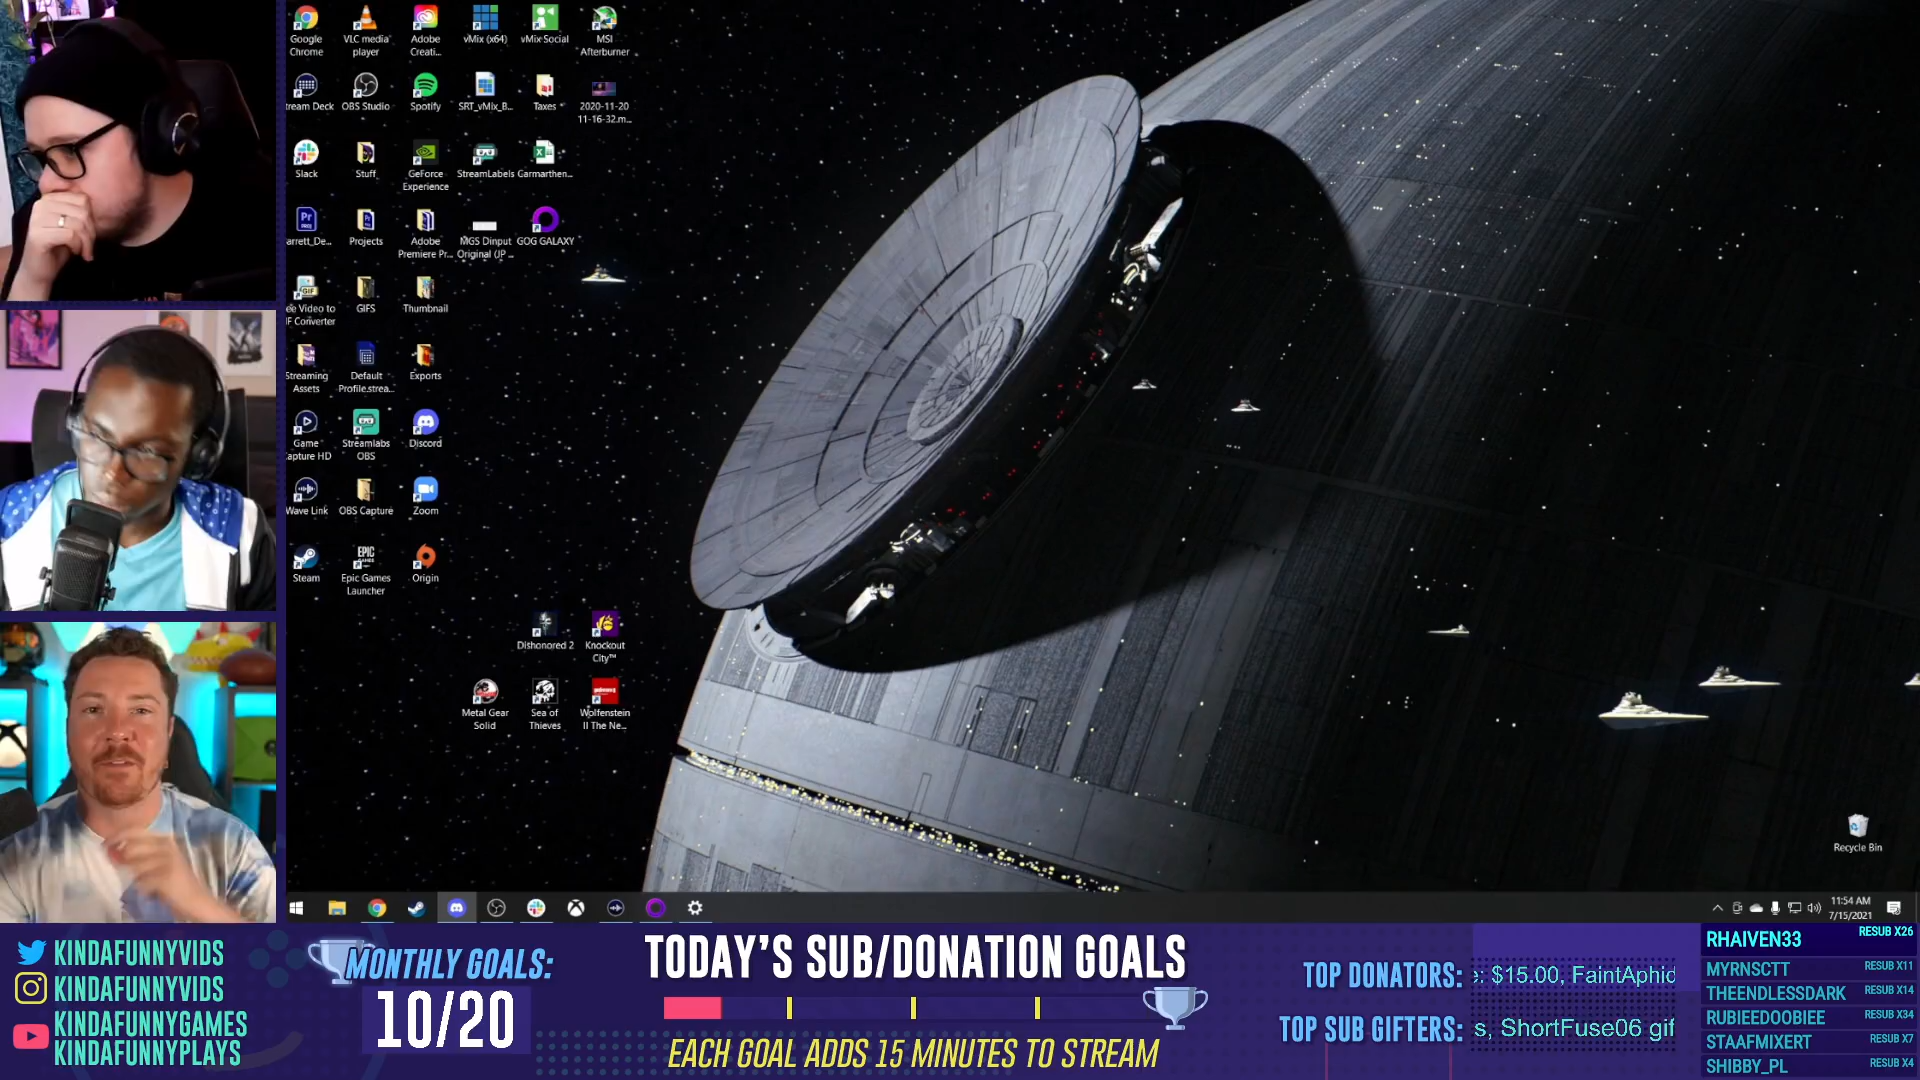 Google
Chrome
VLC media
player
Adobe
Creati...
vMix (x64)
vMix Social
MSI
Afterburner
tream Deck
OBS Studio
Spotify
SRT_vMix_B...
Taxes
2020-11-20
11-16-32.m...
Slack
Stuff
GeForce
Experience
StreamLabels
Garmarthen...
arrett_De...
Projects
Adobe
Premiere Pr...
MGS Dinput
Original (JP ...
GOG GALAXY
ee Video to
IF Converter
GIFS
Thumbnail
Streaming
Assets
Default
Profile.strea...
Exports
Game
Capture HD
Streamlabs
OBS
Discord
Wave Link
OBS Capture
Zoom
Steam
EPIC
GAMES
Epic Games
Launcher
Origin
Dishonored 2
Knockout
City™
Metal Gear
Solid
Sea of
Thieves
Wolfenstein
II The Ne...
Recycle Bin
11:54 AM
7/15/2021
KINDAFUNNYVIDS
KINDAFUNNYVIDS
KINDAFUNNYGAMES
KINDAFUNNYPLAYS
MONTHLY GOALS:
10/20
TODAY'S SUB/DONATION GOALS
EACH GOAL ADDS 15 MINUTES TO STREAM
TOP DONATORS:
e: $15.00, FaintAphid
TOP SUB GIFTERS:
s, ShortFuse06 gif
RHAIVEN33 RESUB X26
MYRNSCTT RESUB X11
THEENDLESSDARK RESUB X14
RUBIEEDOOBIEE RESUB X34
STAAFMIXERT RESUB X7
SHIBBY_PL RESUB X4